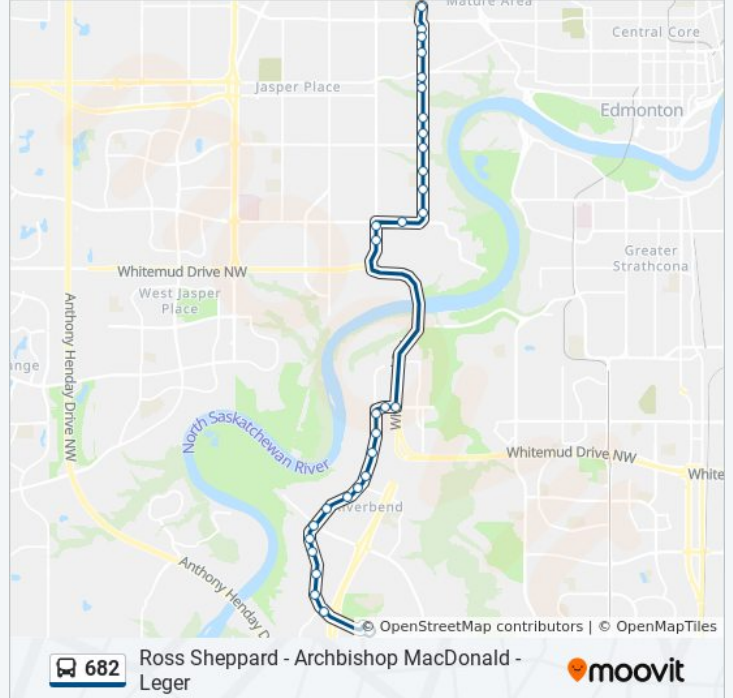 Mature Area
Central Core
Jasper Place
Edmonton
Greater
Strathcona
Whitemud Drive NW
West Jasper
Place
Anthony Henday Drive NW
North Saskatchewan River
Whitemud Drive NW
White
Anthony Henday D
© OpenStreetMap contributors | © OpenMapTiles
682
Ross Sheppard - Archbishop MacDonald -
Leger
moovit